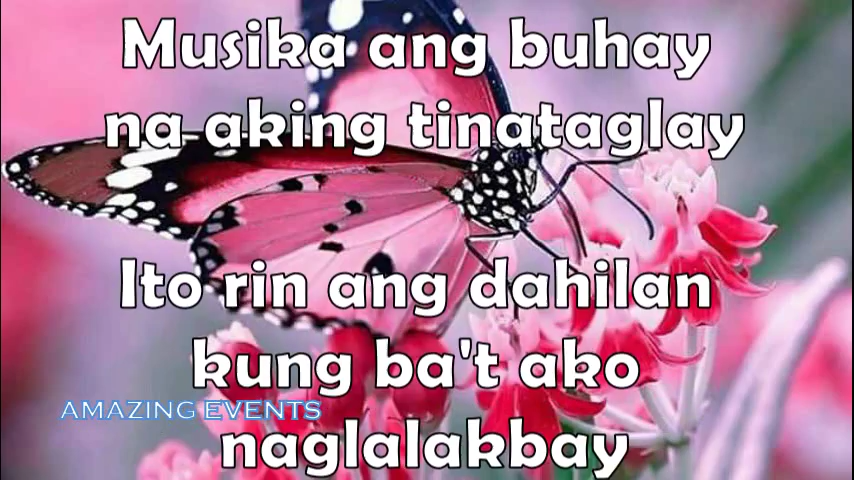 Musika ang buhay
na aking tinataglay
Ito rin ang dahilan
kung ba't ako
AMAZING EVENTS
naglalakbay